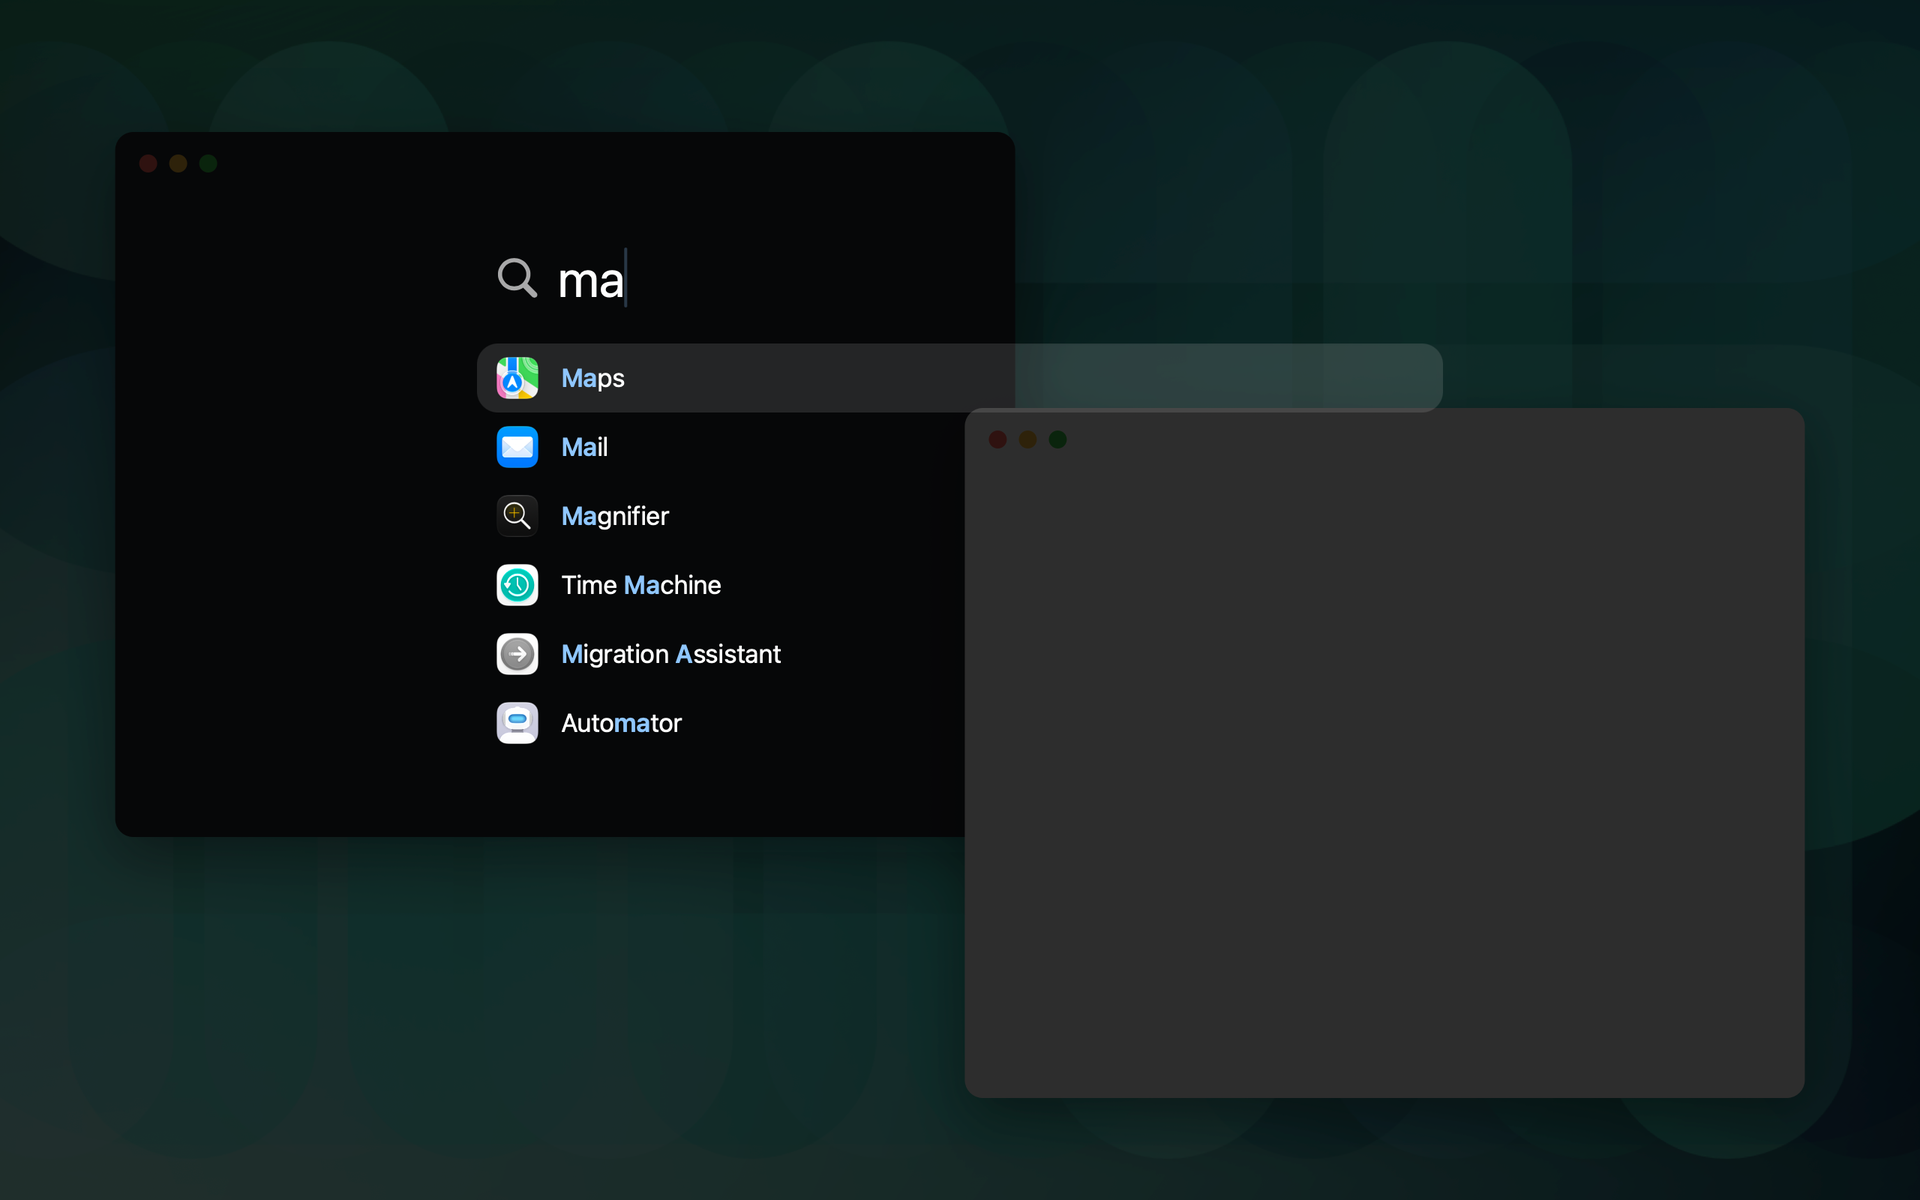 ma
Maps
Mail
Magnifier
Time Machine
Migration Assistant
Automator